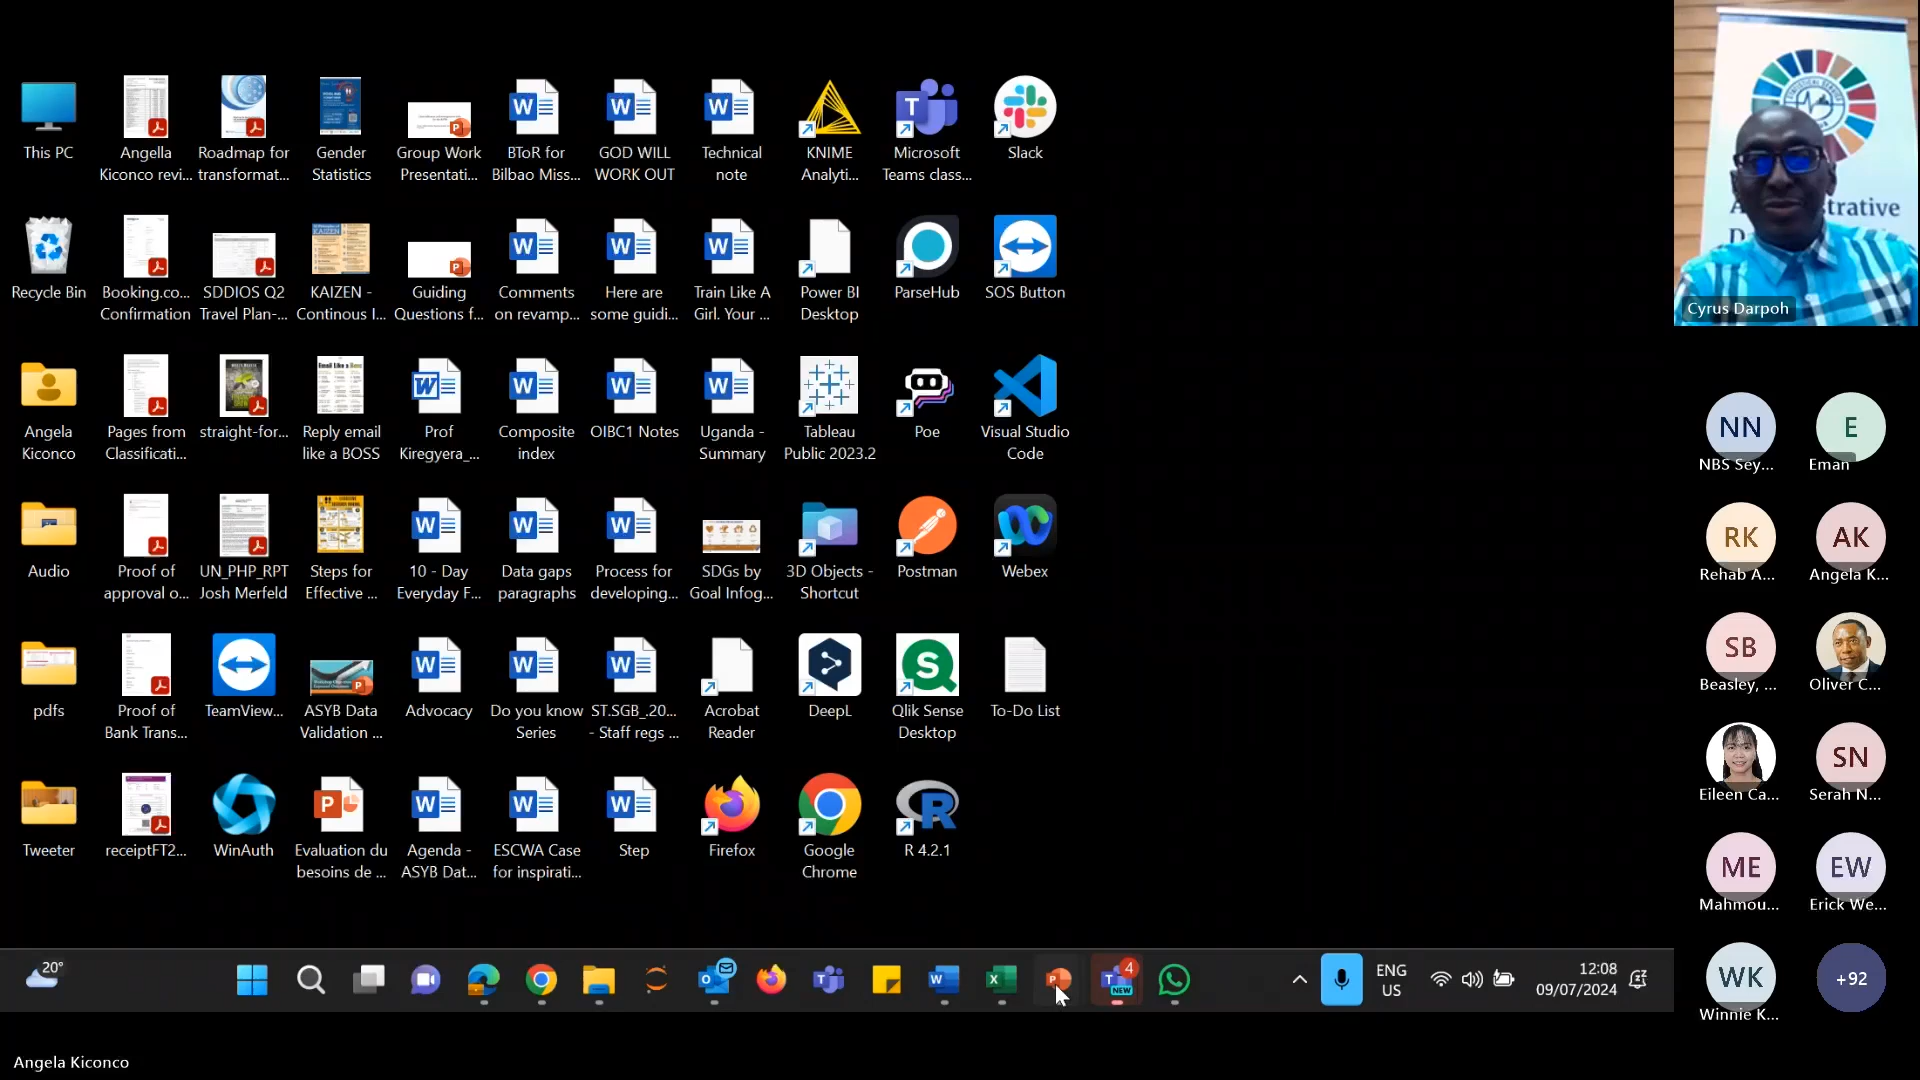 This PC
Angella
Kiconco revi...
Roadmap for
transformat...
Gender
Statistics
Group Work
Presentati...
BToR for
Bilbao Miss...
GOD WILL
WORK OUT
Technical
note
KNIME
Analyti...
Microsoft
Teams class...
Slack
Recycle Bin
Booking.co...
Confirmation
SDDIOS Q2
Travel Plan-...
KAIZEN -
Continous I...
Guiding
Questions f...
Comments
on revamp...
Here are
some guidi...
Train Like A
Girl. Your ...
Power BI
Desktop
ParseHub
SOS Button
Angela
Kiconco
Pages from
Classificati...
straight-for...
Reply email
like a BOSS
Prof
Kiregyera_...
Composite
index
OIBC1 Notes
Uganda -
Summary
Tableau
Public 2023.2
Poe
Visual Studio
Code
Audio
Proof of
approval o...
UN_PHP_RPT
Josh Merfeld
Steps for
Effective ...
10 - Day
Everyday F...
Data gaps
paragraphs
Process for
developing...
SDGs by
Goal Infog...
3D Objects -
Shortcut
Postman
Webex
pdfs
Proof of
Bank Trans...
TeamView...
ASYB Data
Validation ...
Advocacy
Do you know
Series
ST.SGB_.20...
- Staff regs ...
Acrobat
Reader
DeepL
Qlik Sense
Desktop
To-Do List
Tweeter
receiptFT2...
WinAuth
Evaluation du
besoins de ...
Agenda -
ASYB Dat...
ESCWA Case
for inspirati...
Step
Firefox
Google
Chrome
R 4.2.1
20°
4
NEW
ENG
US
12:08
09/07/2024
Angela Kiconco
trative
Cyrus Darpoh
NN
NBS Sey...
E
Eman
RK
Rehab A...
AK
Angela K...
SB
Beasley, ...
Oliver C...
Eileen Ca...
SN
Serah N...
ME
Mahmou...
EW
Erick We...
WK
Winnie K...
+92